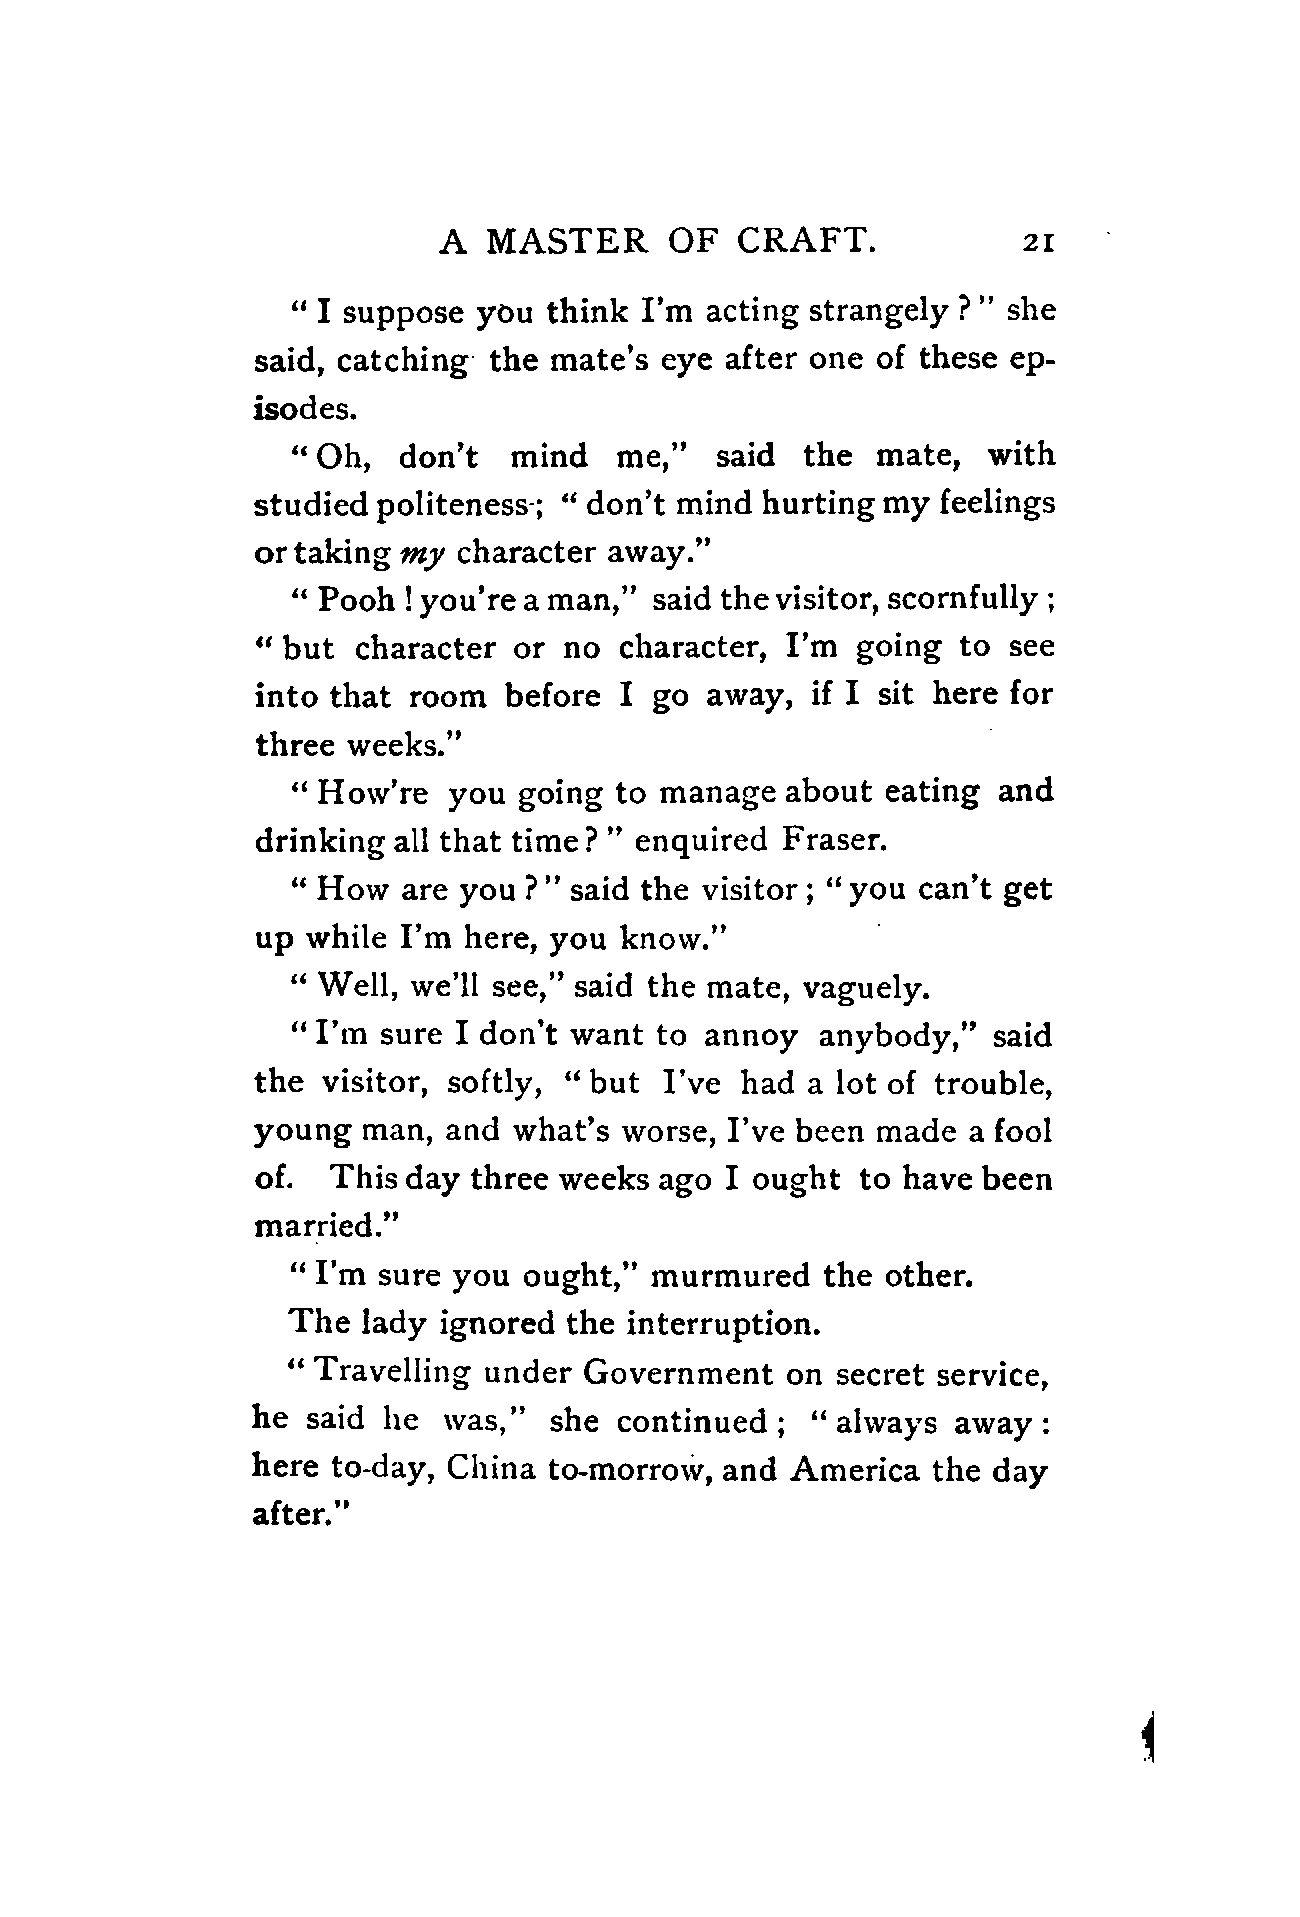 A MASTER OF CRAFT. 21
" I suppose you think I'm acting strangely ? " she
said, catching the mate's eye after one of these ep-
isodes.
" Oh, don't mind me," said the mate, with
studied politeness ; " don't mind hurting my feelings
or taking my character away."
" Pooh ! you're a man," said the visitor, scornfully ;
" but character or no character, I'm going to see
into that room before I go away, if I sit here for
three weeks."
" How're you going to manage about eating and
drinking all that time ? " enquired Fraser.
" How are you ? " said the visitor ; " you can't get
up while I'm here, you know."
" Well, we'll see," said the mate, vaguely.
" I'm sure I don't want to annoy anybody," said
the visitor, softly, " but I've had a lot of trouble,
young man, and what's worse, I've been made a fool
of. This day three weeks ago I ought to have been
married."
" I'm sure you ought," murmured the other.
The lady ignored the interruption.
" Travelling under Government on secret service,
he said he was," she continued ; " always away :
here to-day, China to-morrow, and America the day
after."